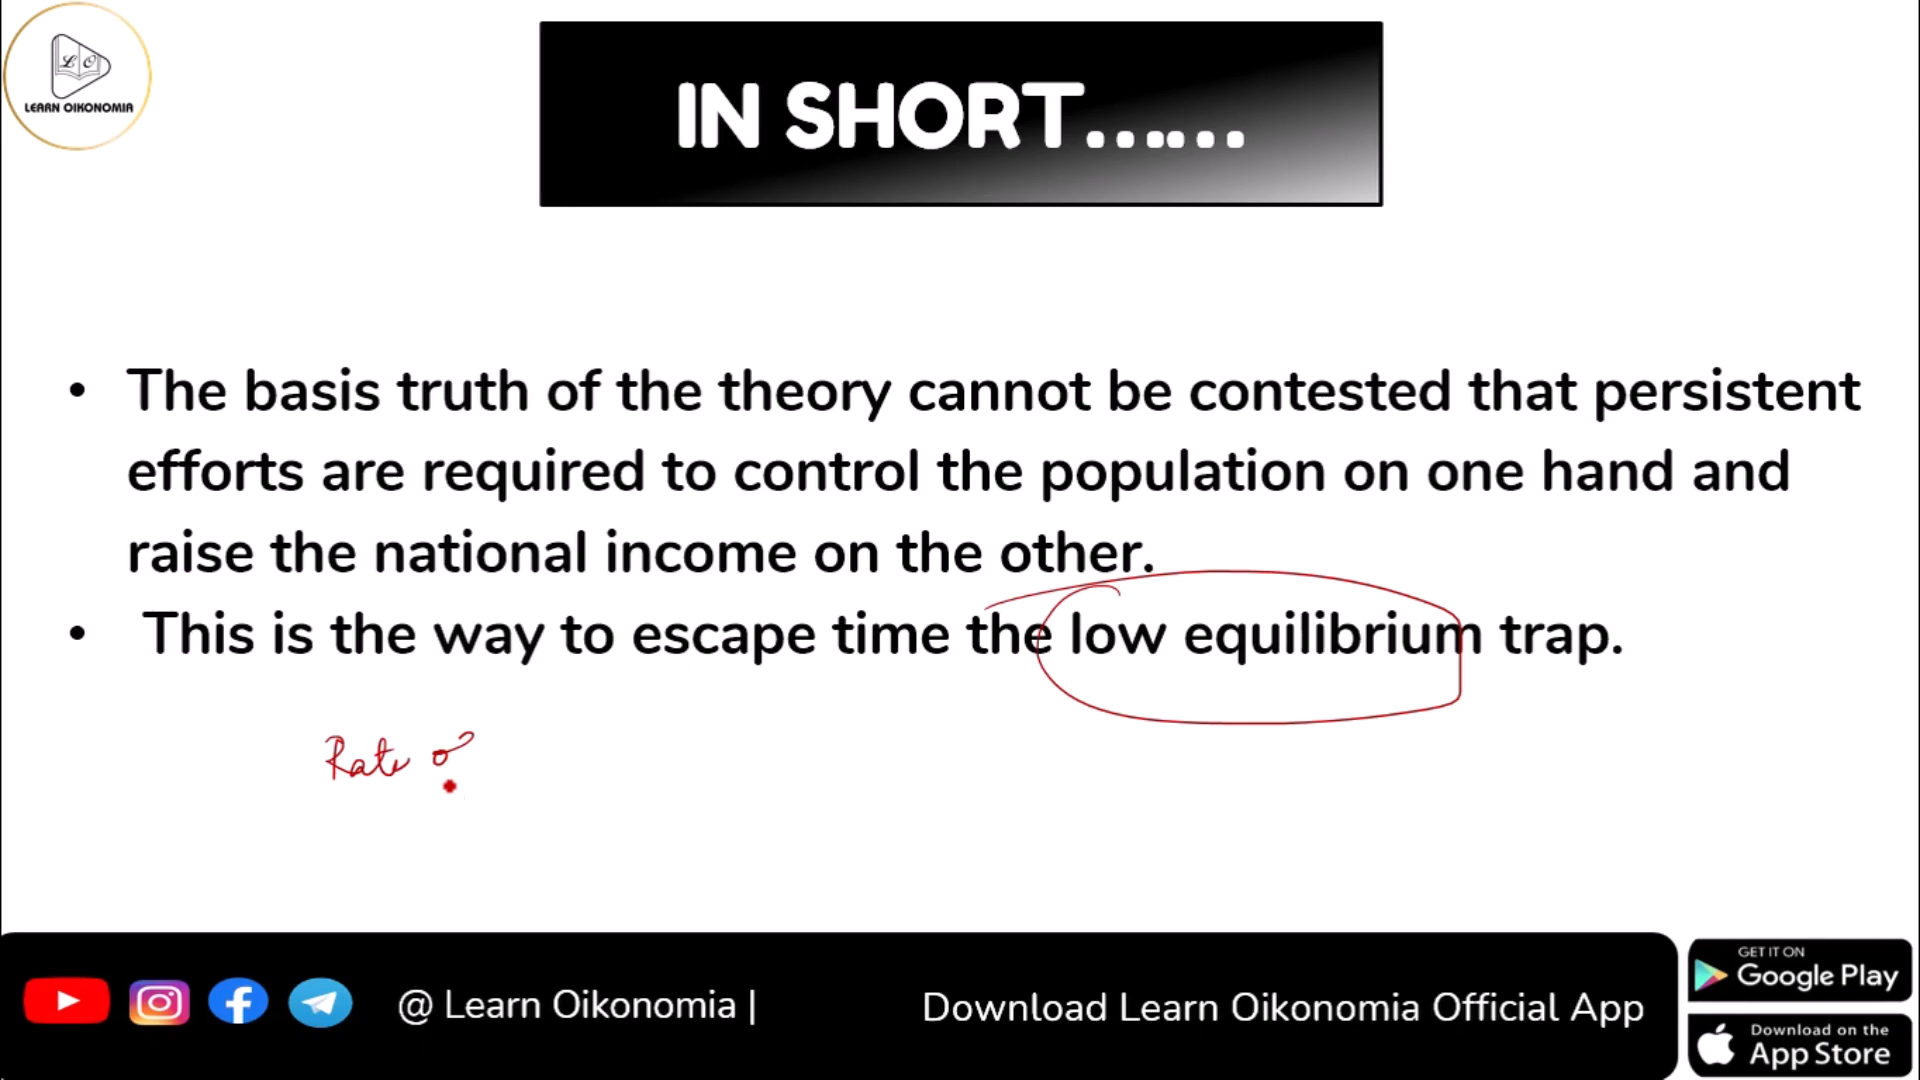 LO
LEARN OIKONOMIA
IN SHORT.......
• The basis truth of the theory cannot be contested that persistent
efforts are required to control the population on one hand and
raise the national income on the other.
• This is the way to escape time the low equilibrium trap.
Rate of
@ Learn Oikonomia |
Download Learn Oikonomia Official App
GET IT ON
Google Play
Download on the
App Store